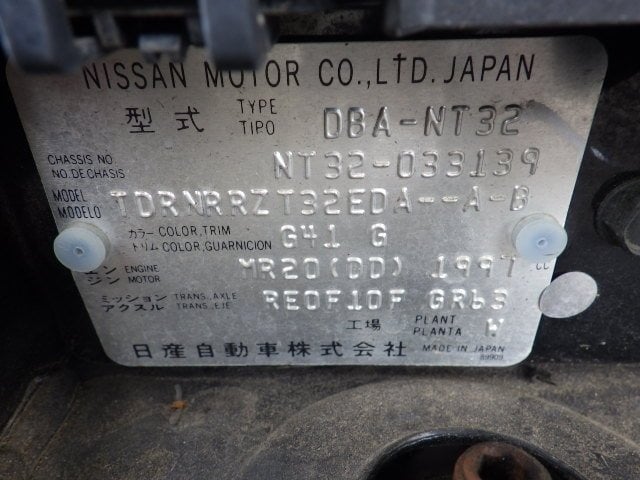 NISSAN MOTOR CO.,LTD. JAPAN
型式 TYPE TIPO DBA-NT32
CHASSIS NO. NO.DE CHASIS NT32-033139
MODEL MODELO TDRNRRZT32EDA--A-B
カラー COLOR,TRIM トリム COLOR,GUARNICION G41 G
エンジン ENGINE MOTOR MR20(DD) 1997 cc
ミッション TRANS.,AXLE アクスル TRANS.,EJE RE0F10F GR63
工場 PLANT PLANTA W
日産自動車株式会社 MADE IN JAPAN
89909